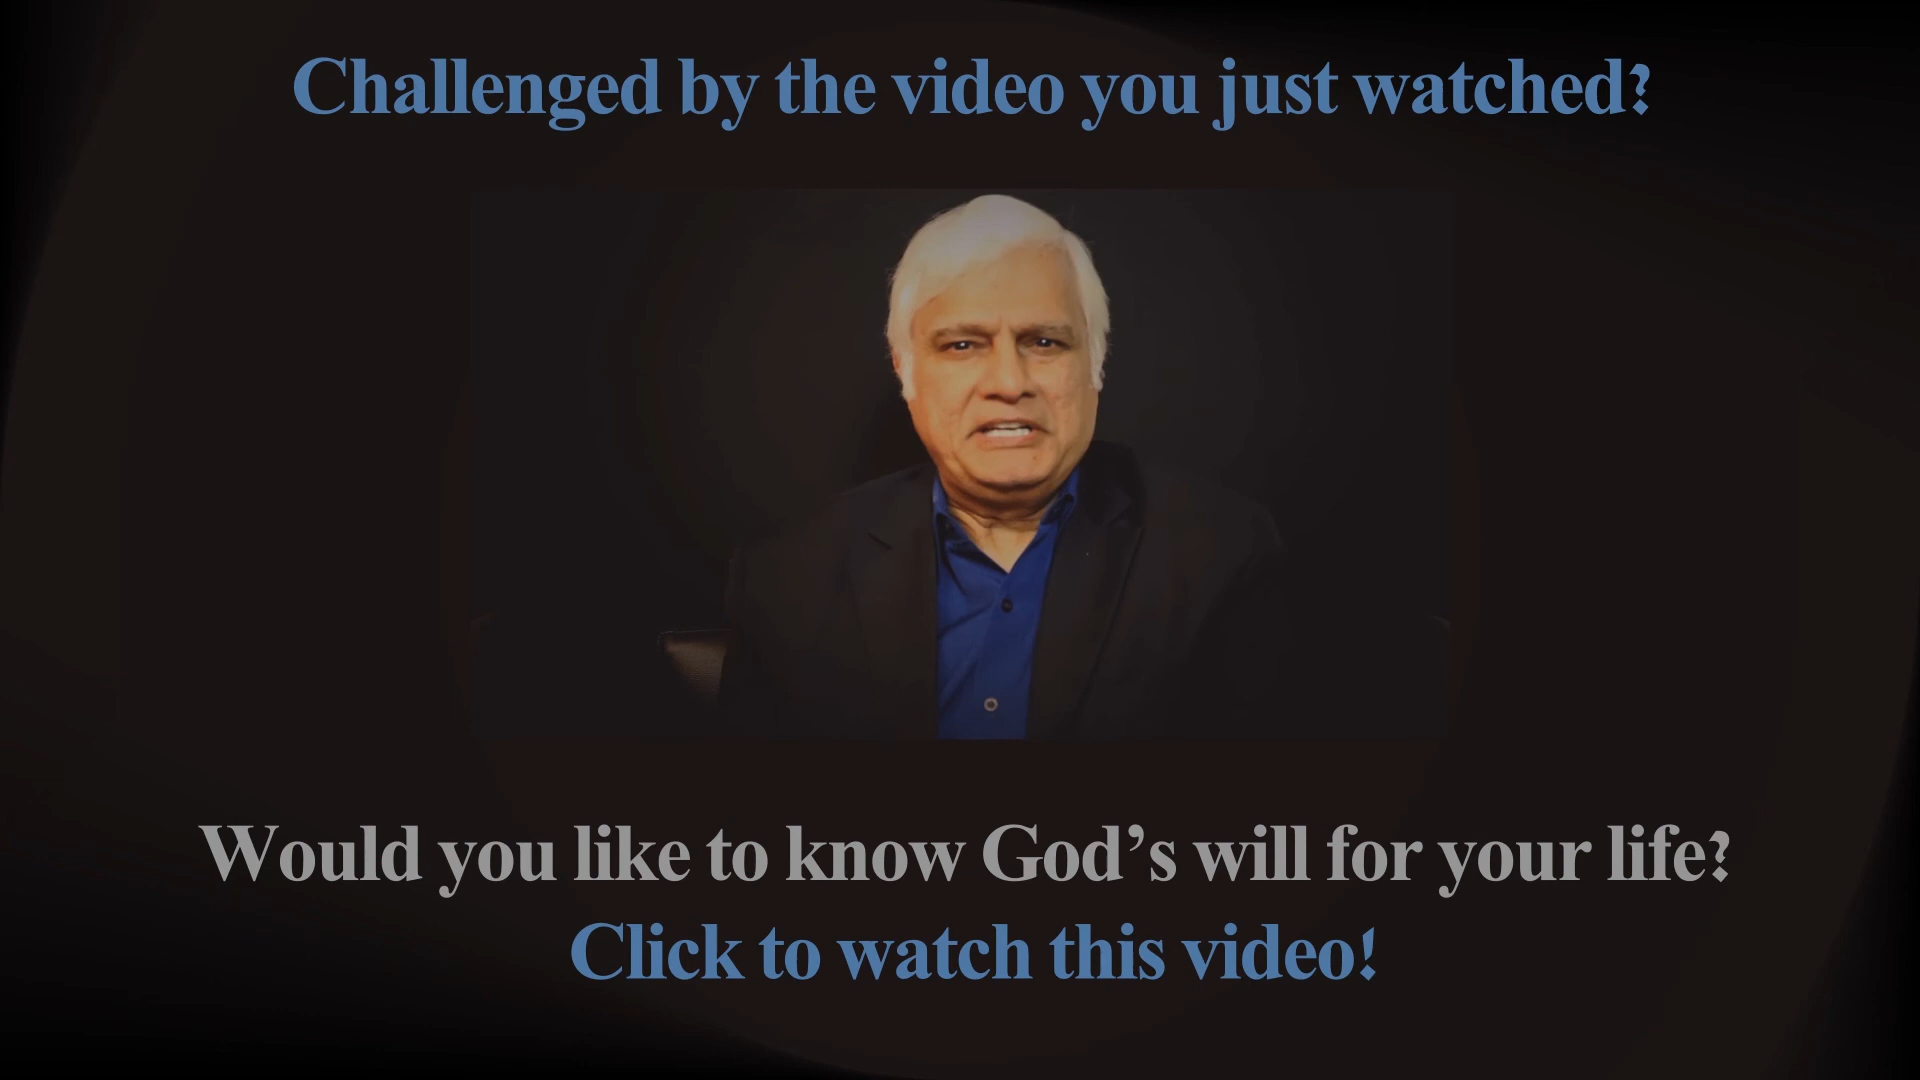 Challenged by the video you just watched?
Would you like to know God’s will for your life?
Click to watch this video!